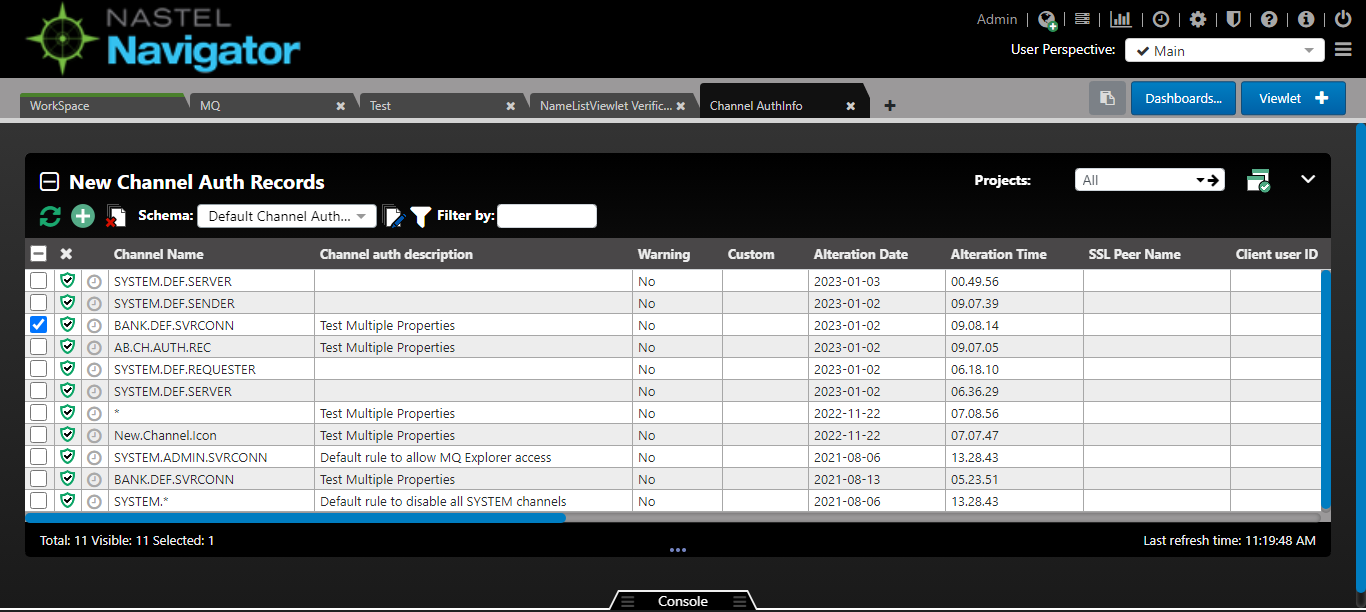 NASTEL
Navigator
Admin
User Perspective: Main
WorkSpace MQ Test NameListViewlet Verific... Channel AuthInfo
Dashboards... Viewlet
New Channel Auth Records Projects: All
Schema: Default Channel Auth... Filter by:
Channel Name Channel auth description Warning Custom Alteration Date Alteration Time SSL Peer Name Client user ID
SYSTEM.DEF.SERVER No 2023-01-03 00.49.56
SYSTEM.DEF.SENDER No 2023-01-02 09.07.39
BANK.DEF.SVRCONN Test Multiple Properties No 2023-01-02 09.08.14
AB.CH.AUTH.REC Test Multiple Properties No 2023-01-02 09.07.05
SYSTEM.DEF.REQUESTER No 2023-01-02 06.18.10
SYSTEM.DEF.SERVER No 2023-01-02 06.36.29
* Test Multiple Properties No 2022-11-22 07.08.56
New.Channel.Icon Test Multiple Properties No 2022-11-22 07.07.47
SYSTEM.ADMIN.SVRCONN Default rule to allow MQ Explorer access No 2021-08-06 13.28.43
BANK.DEF.SVRCONN Test Multiple Properties No 2021-08-13 05.23.51
SYSTEM.* Default rule to disable all SYSTEM channels No 2021-08-06 13.28.43
Total: 11 Visible: 11 Selected: 1 Last refresh time: 11:19:48 AM
Console